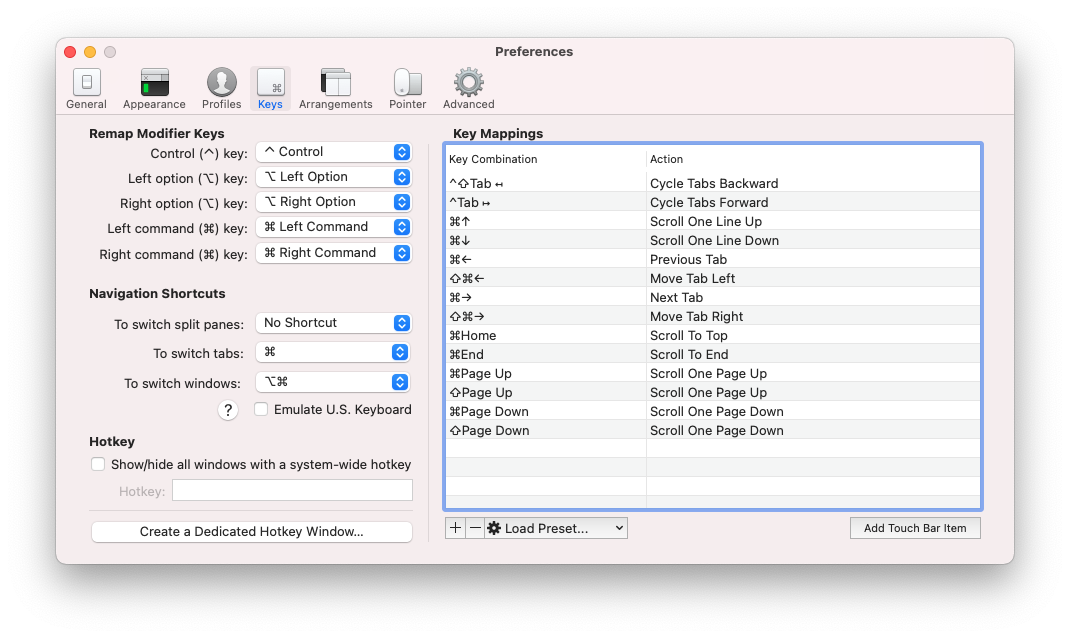 Preferences
General Appearance Profiles Keys Arrangements Pointer Advanced
Remap Modifier Keys
Control (^) key: ^ Control
Left option (⌥) key: ⌥ Left Option
Right option (⌥) key: ⌥ Right Option
Left command (⌘) key: ⌘ Left Command
Right command (⌘) key: ⌘ Right Command
Navigation Shortcuts
To switch split panes: No Shortcut
To switch tabs: ⌘
To switch windows: ⌥⌘
? Emulate U.S. Keyboard
Hotkey
Show/hide all windows with a system-wide hotkey
Hotkey:
Create a Dedicated Hotkey Window...
Key Mappings
Key Combination Action
^⇧Tab ↤ Cycle Tabs Backward
^Tab ↦ Cycle Tabs Forward
⌘↑ Scroll One Line Up
⌘↓ Scroll One Line Down
⌘← Previous Tab
⇧⌘← Move Tab Left
⌘→ Next Tab
⇧⌘→ Move Tab Right
⌘Home Scroll To Top
⌘End Scroll To End
⌘Page Up Scroll One Page Up
⇧Page Up Scroll One Page Up
⌘Page Down Scroll One Page Down
⇧Page Down Scroll One Page Down
+ − Load Preset... Add Touch Bar Item